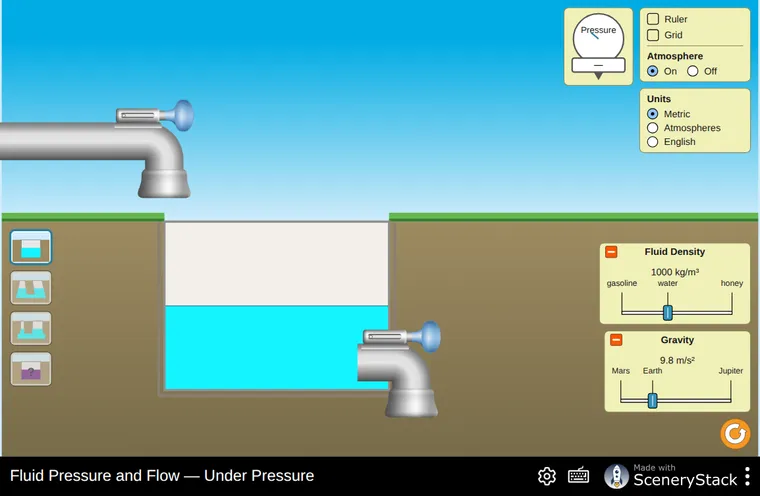 Pressure
—
Ruler
Grid
Atmosphere
On Off
Units
Metric
Atmospheres
English
Fluid Density
1000 kg/m³
gasoline water honey
Gravity
9.8 m/s²
Mars Earth Jupiter
?
Fluid Pressure and Flow — Under Pressure
Made with
SceneryStack